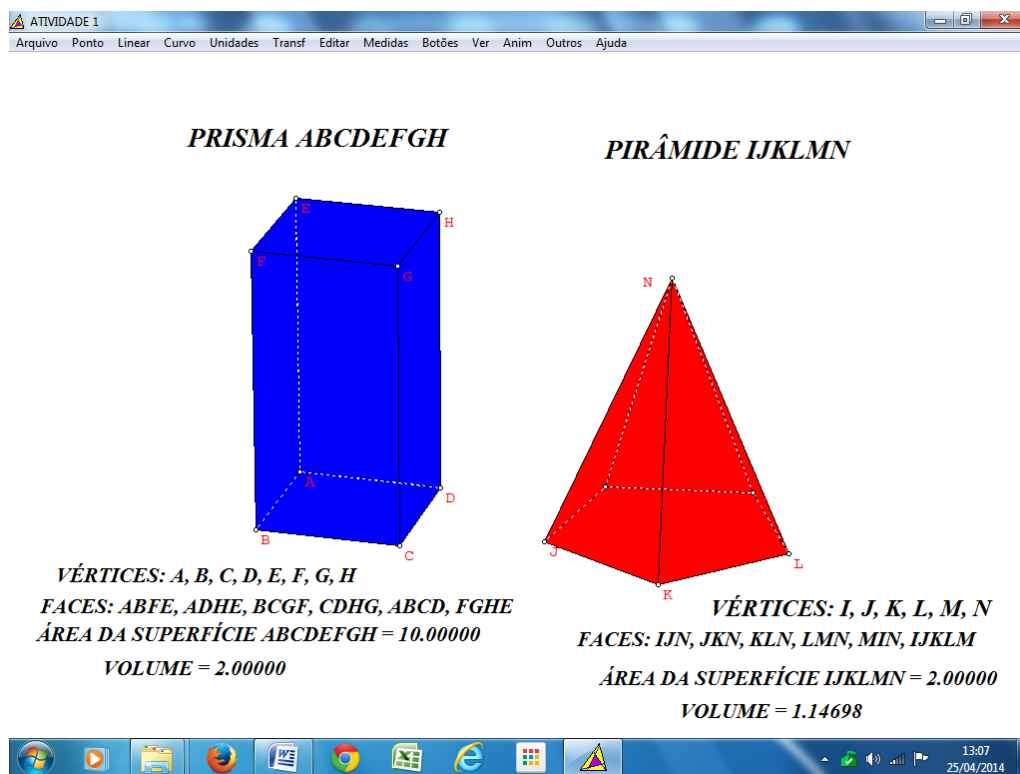 ATIVIDADE 1
Arquivo Ponto Linear Curvo Unidades Transf Editar Medidas Botões Ver Anim Outros Ajuda
PRISMA ABCDEFGH
PIRÂMIDE IJKLMN
E
H
F
G
N
A
D
B
C
J
L
K
VÉRTICES: A, B, C, D, E, F, G, H
FACES: ABFE, ADHE, BCGF, CDHG, ABCD, FGHE
ÁREA DA SUPERFÍCIE ABCDEFGH = 10.00000
VOLUME = 2.00000
VÉRTICES: I, J, K, L, M, N
FACES: IJN, JKN, KLN, LMN, MIN, IJKLM
ÁREA DA SUPERFÍCIE IJKLMN = 2.00000
VOLUME = 1.14698
13:07
25/04/2014